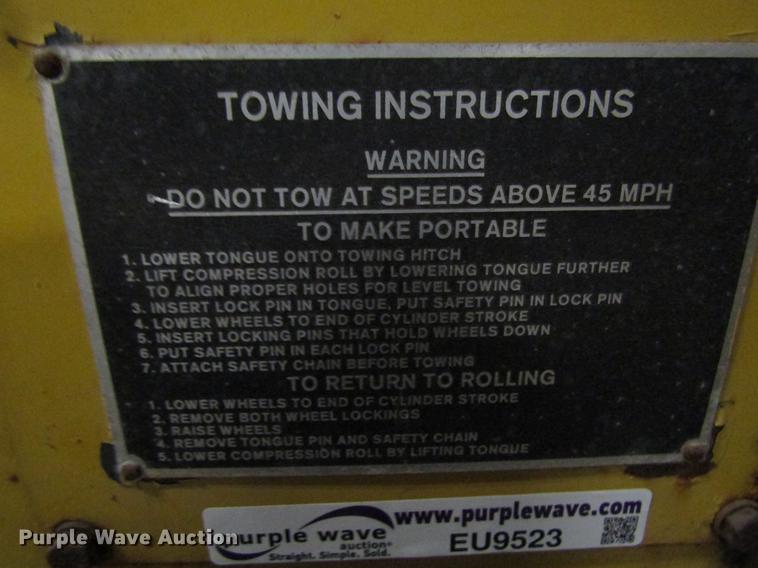 TOWING INSTRUCTIONS
WARNING
DO NOT TOW AT SPEEDS ABOVE 45 MPH
TO MAKE PORTABLE
1. LOWER TONGUE ONTO TOWING HITCH
2. LIFT COMPRESSION ROLL BY LOWERING TONGUE FURTHER
TO ALIGN PROPER HOLES FOR LEVEL TOWING
3. INSERT LOCK PIN IN TONGUE, PUT SAFETY PIN IN LOCK PIN
4. LOWER WHEELS TO END OF CYLINDER STROKE
5. INSERT LOCKING PINS THAT HOLD WHEELS DOWN
6. PUT SAFETY PIN IN EACH LOCK PIN
7. ATTACH SAFETY CHAIN BEFORE TOWING
TO RETURN TO ROLLING
1. LOWER WHEELS TO END OF CYLINDER STROKE
2. REMOVE BOTH WHEEL LOCKINGS
3. RAISE WHEELS
4. REMOVE TONGUE PIN AND SAFETY CHAIN
5. LOWER COMPRESSION ROLL BY LIFTING TONGUE
purple wave
auction
Straight. Simple. Sold.
www.purplewave.com
EU9523
Purple Wave Auction
Purple Wave Auction